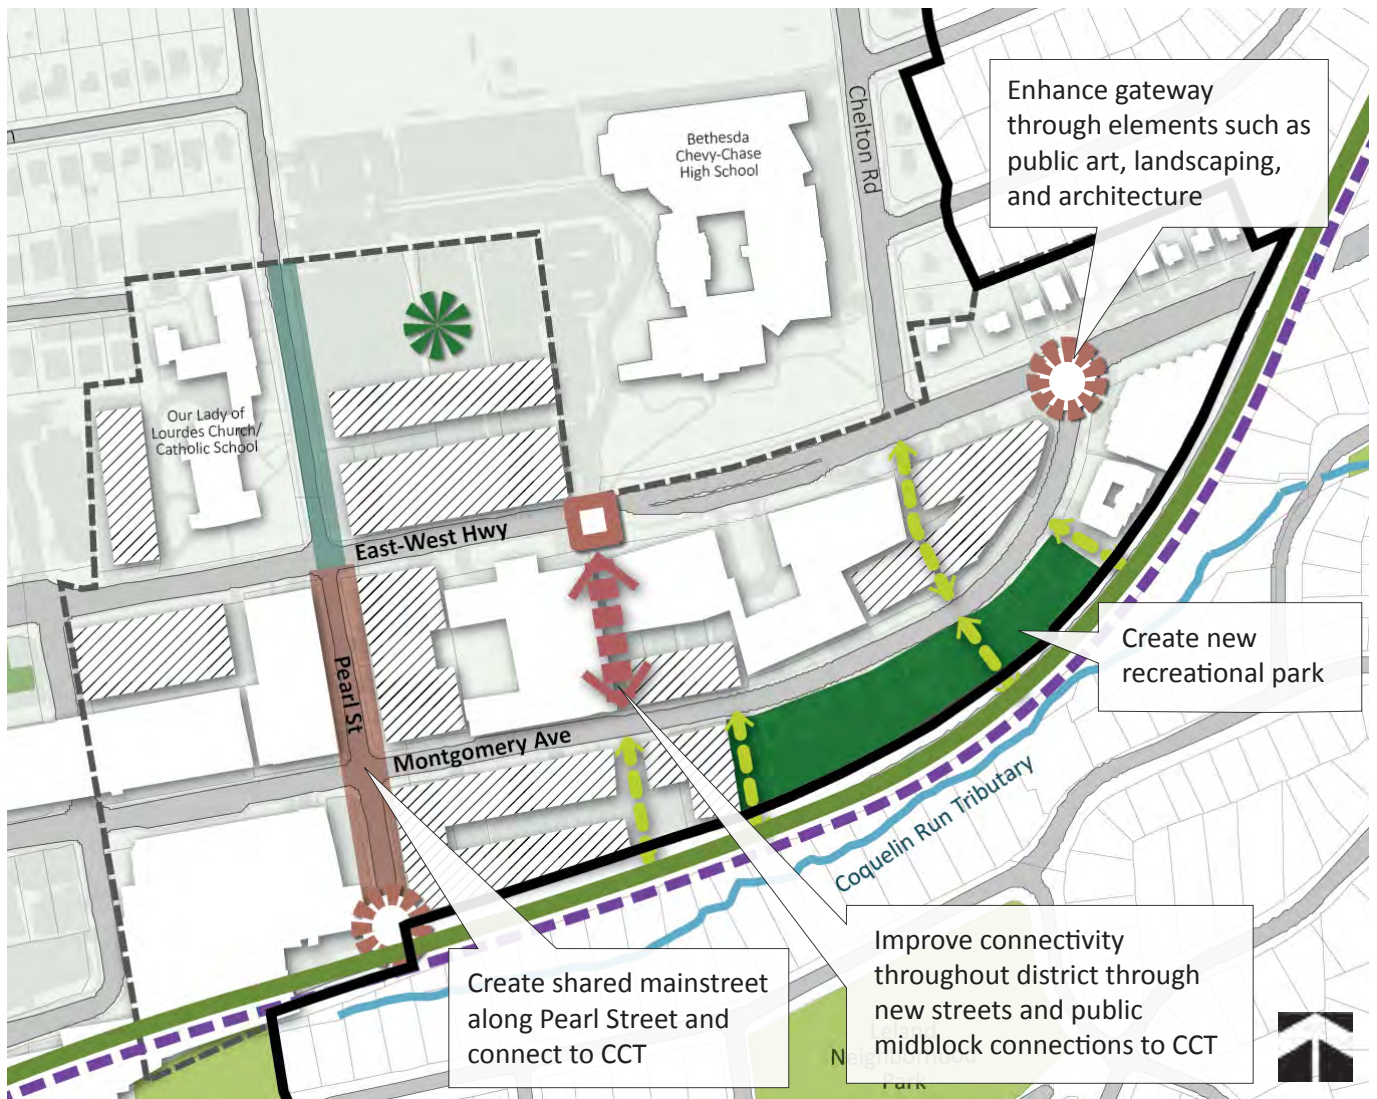 Enhance gateway
through elements such as
public art, landscaping,
and architecture
Chelton Rd
Bethesda
Chevy-Chase
High School
Our Lady of
Lourdes Church/
Catholic School
East-West Hwy
Pearl St
Montgomery Ave
Create new
recreational park
Coquelin Run Tributary
Create shared mainstreet
along Pearl Street and
connect to CCT
Improve connectivity
throughout district through
new streets and public
midblock connections to CCT
Leland
Neighborhood
Park